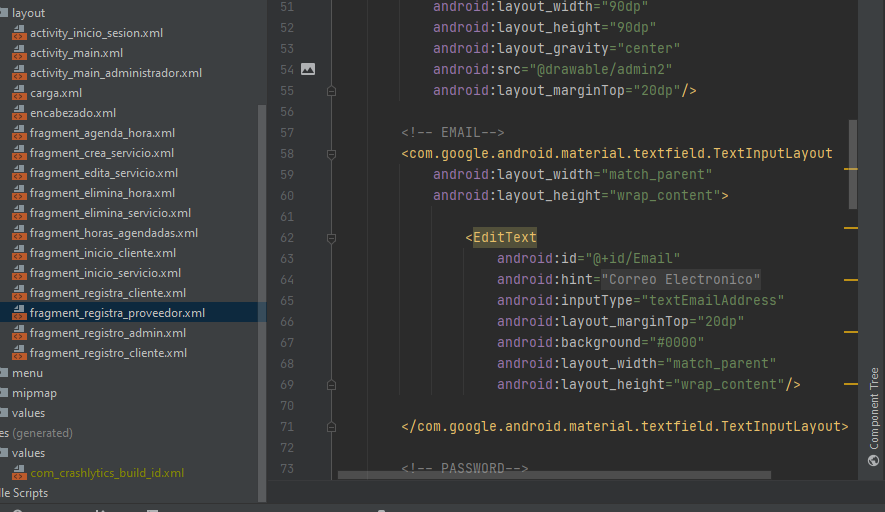 layout
activity_inicio_sesion.xml
activity_main.xml
activity_main_administrador.xml
carga.xml
encabezado.xml
fragment_agenda_hora.xml
fragment_crea_servicio.xml
fragment_edita_servicio.xml
fragment_elimina_hora.xml
fragment_elimina_servicio.xml
fragment_horas_agendadas.xml
fragment_inicio_cliente.xml
fragment_inicio_servicio.xml
fragment_registra_cliente.xml
fragment_registra_proveedor.xml
fragment_registro_admin.xml
fragment_registro_cliente.xml
menu
mipmap
values
es (generated)
values
com_crashlytics_build_id.xml
lle Scripts
51 android:layout_width="90dp"
52 android:layout_height="90dp"
53 android:layout_gravity="center"
54 android:src="@drawable/admin2"
55 android:layout_marginTop="20dp"/>
56
57 <!-- EMAIL-->
58 <com.google.android.material.textfield.TextInputLayout
59 android:layout_width="match_parent"
60 android:layout_height="wrap_content">
61
62 <EditText
63 android:id="@+id/Email"
64 android:hint="Correo Electronico"
65 android:inputType="textEmailAddress"
66 android:layout_marginTop="20dp"
67 android:background="#0000"
68 android:layout_width="match_parent"
69 android:layout_height="wrap_content"/>
70
71 </com.google.android.material.textfield.TextInputLayout>
72
73 <!-- PASSWORD-->
Component Tree